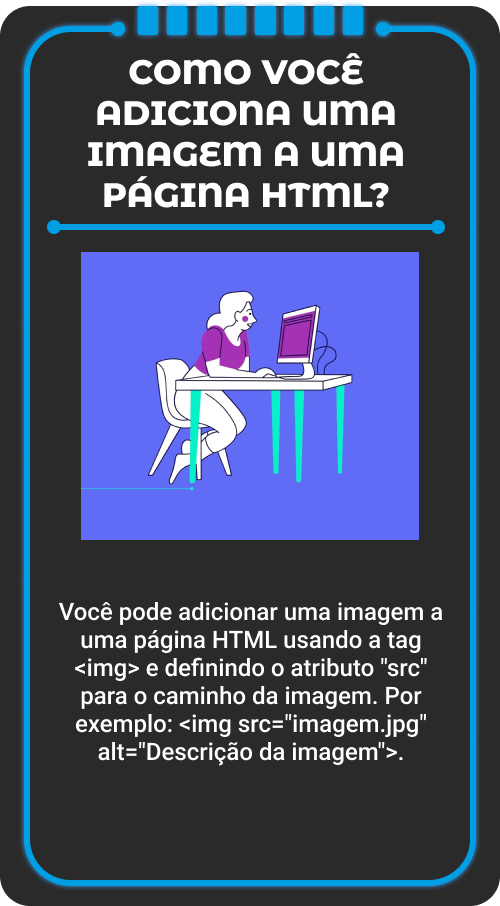 COMO VOCÊ
ADICIONA UMA
IMAGEM A UMA
PÁGINA HTML?
Você pode adicionar uma imagem a
uma página HTML usando a tag
<img> e definindo o atributo "src"
para o caminho da imagem. Por
exemplo: <img src="imagem.jpg"
alt="Descrição da imagem">.